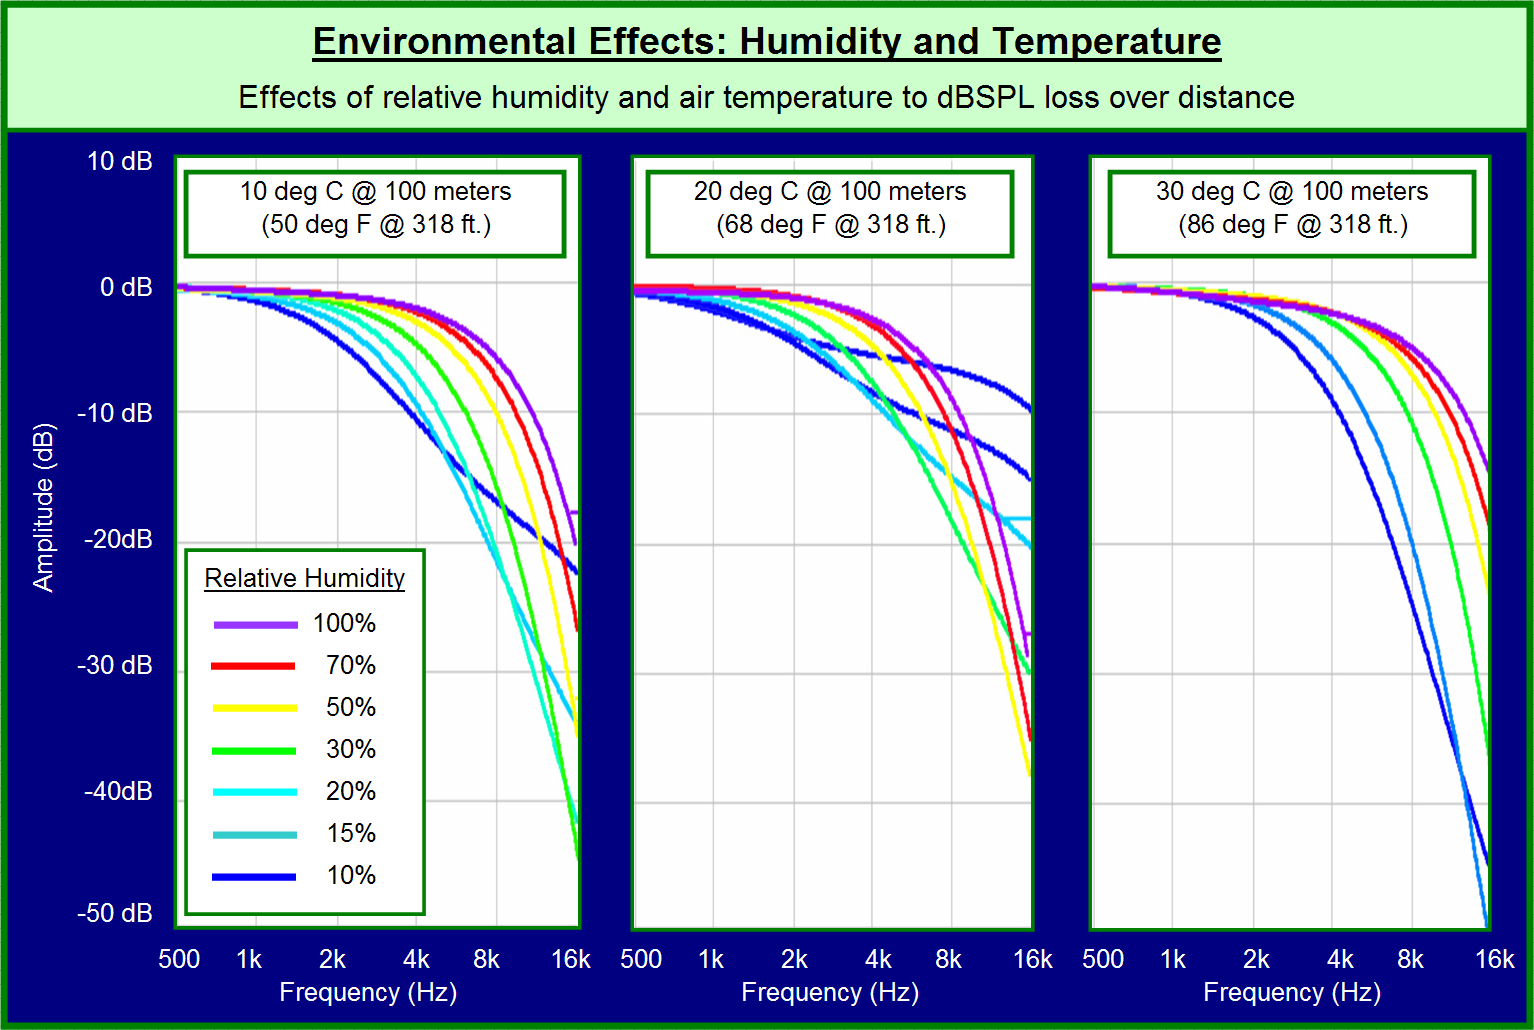 Environmental Effects: Humidity and Temperature
Effects of relative humidity and air temperature to dBSPL loss over distance
10 deg C @ 100 meters
(50 deg F @ 318 ft.)
20 deg C @ 100 meters
(68 deg F @ 318 ft.)
30 deg C @ 100 meters
(86 deg F @ 318 ft.)
10 dB
0 dB
-10 dB
-20dB
-30 dB
-40dB
-50 dB
Amplitude (dB)
Relative Humidity
100%
70%
50%
30%
20%
15%
10%
500 1k 2k 4k 8k 16k
Frequency (Hz)
500 1k 2k 4k 8k 16k
Frequency (Hz)
500 1k 2k 4k 8k 16k
Frequency (Hz)